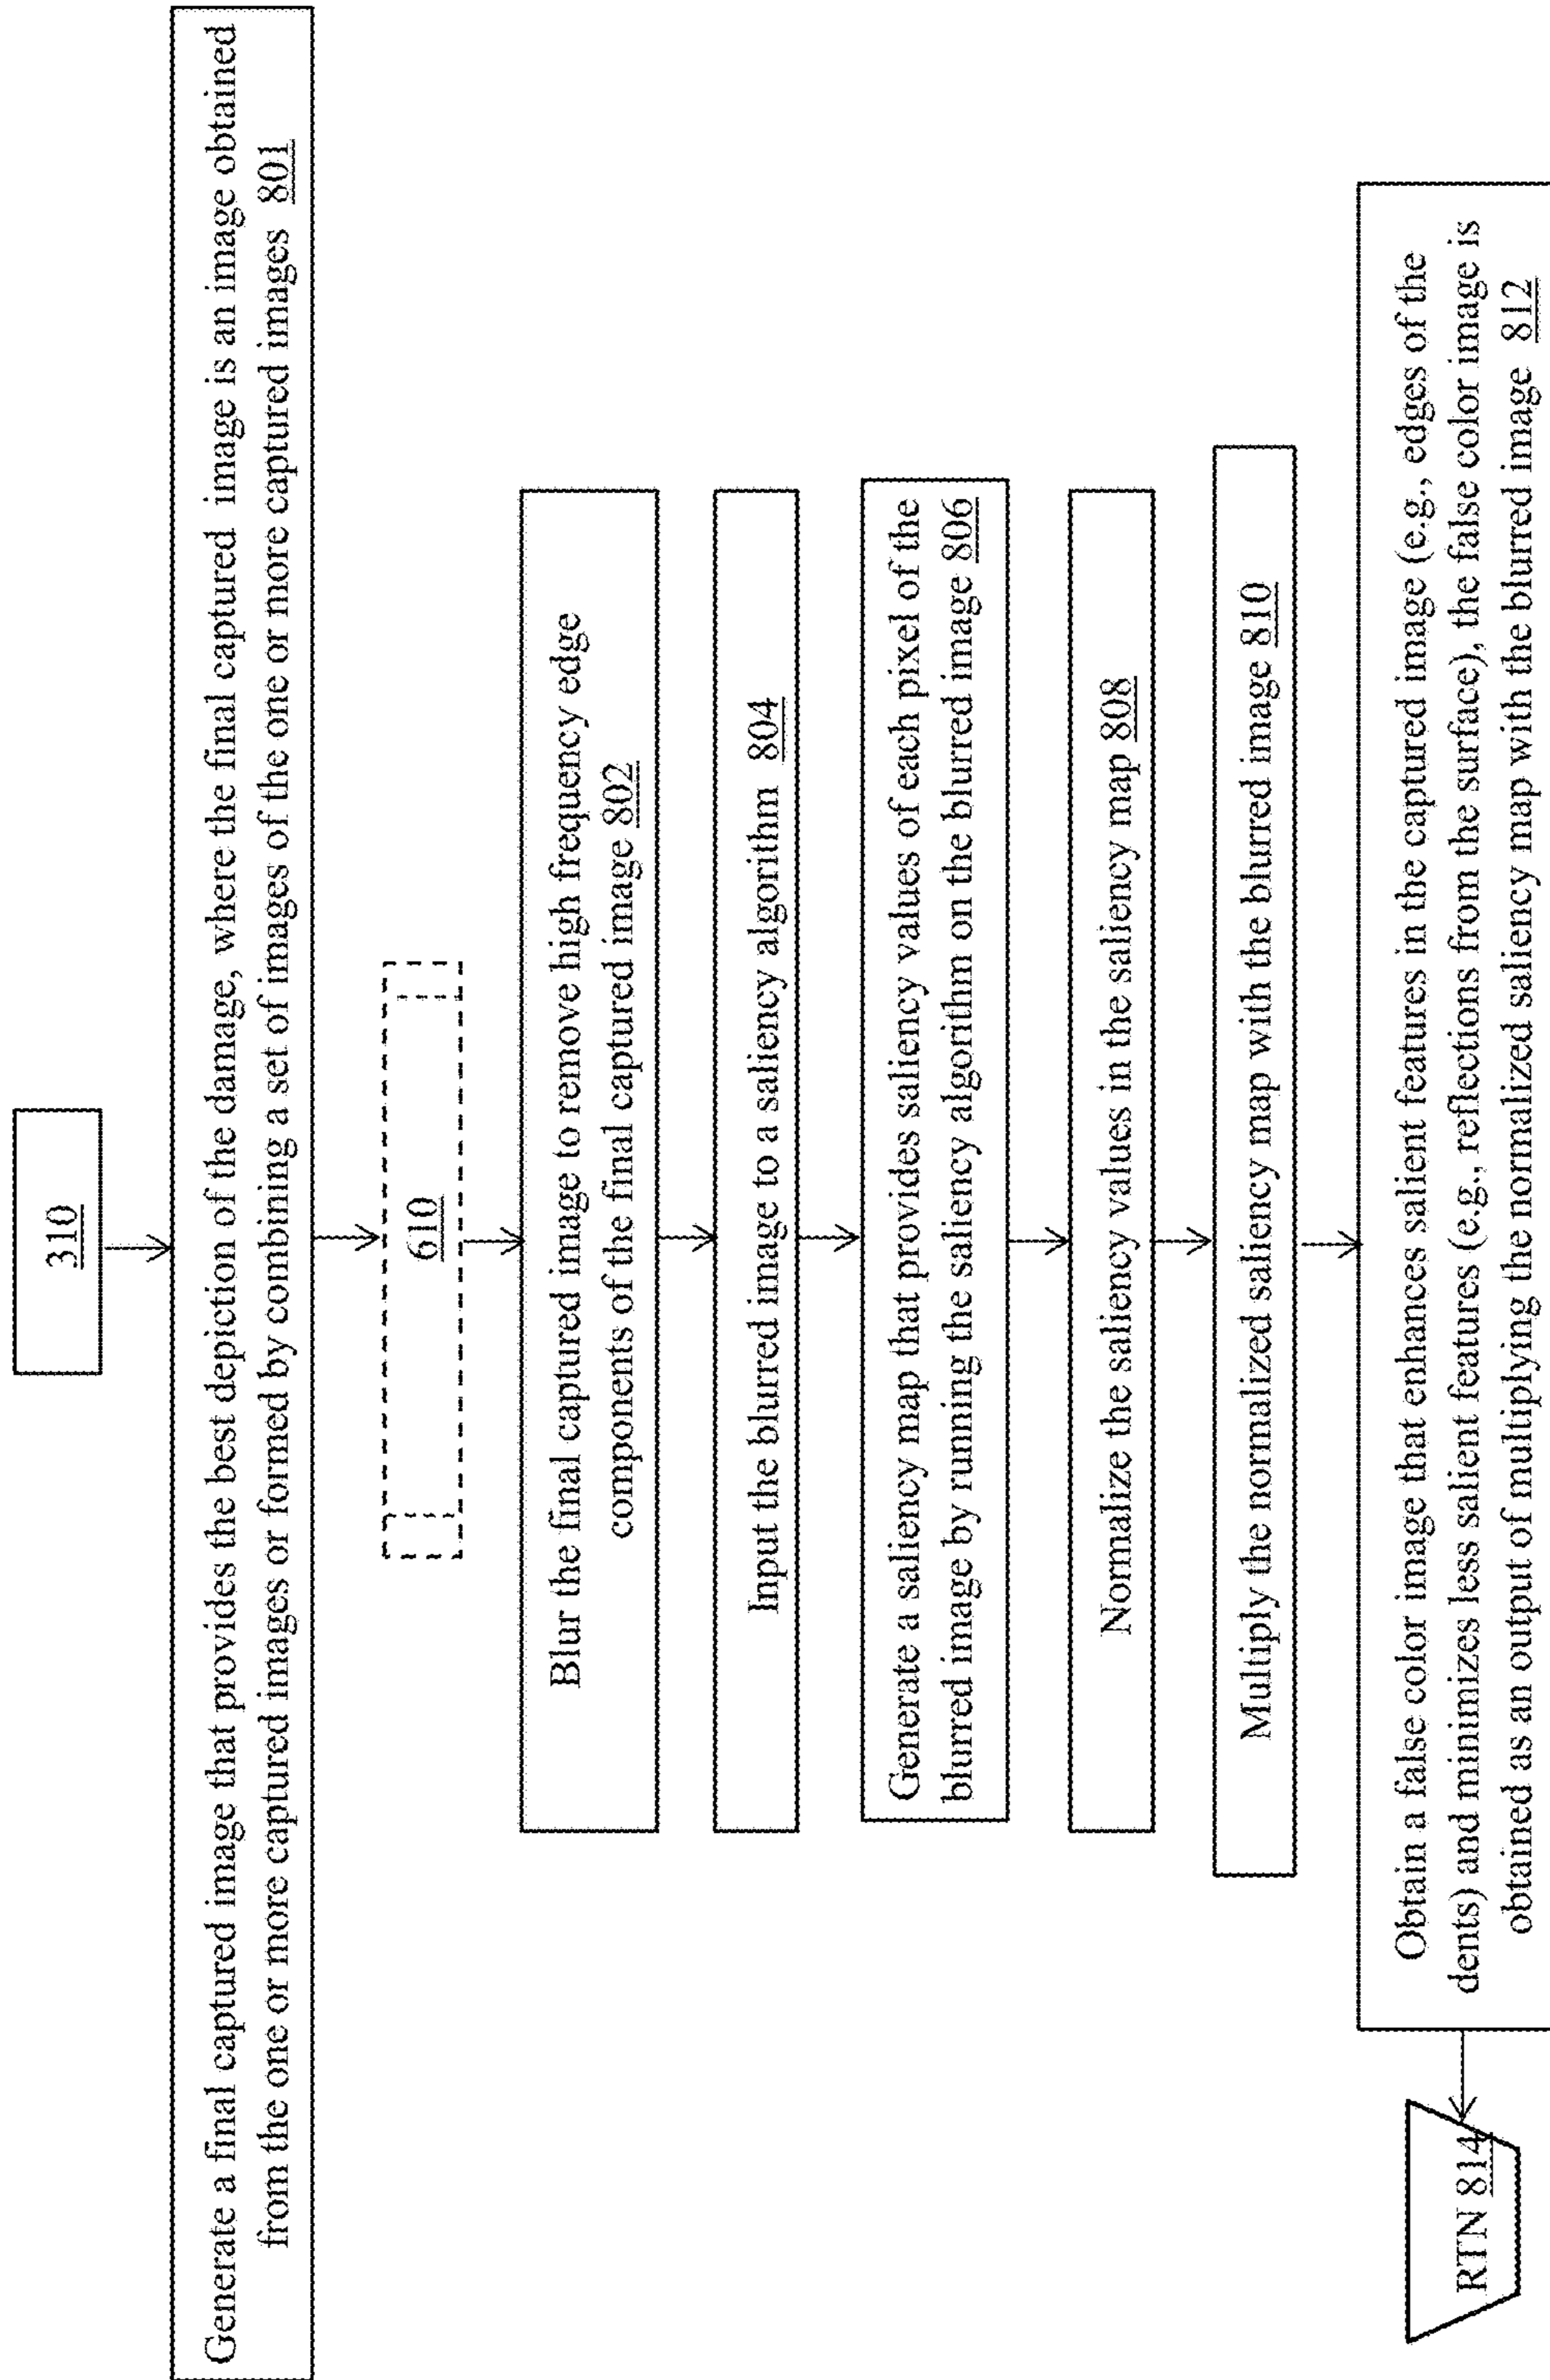 310
Generate a final captured image that provides the best depiction of the damage, where the final captured image is an image obtained
from the one or more captured images or formed by combining a set of images of the one or more captured images 801
610
Blur the final captured image to remove high frequency edge
components of the final captured image 802
Input the blurred image to a saliency algorithm 804
Generate a saliency map that provides saliency values of each pixel of the
blurred image by running the saliency algorithm on the blurred image 806
Normalize the saliency values in the saliency map 808
Multiply the normalized saliency map with the blurred image 810
Obtain a false color image that enhances salient features in the captured image (e.g., edges of the
dents) and minimizes less salient features (e.g., reflections from the surface), the false color image is
obtained as an output of multiplying the normalized saliency map with the blurred image 812
RTN 814